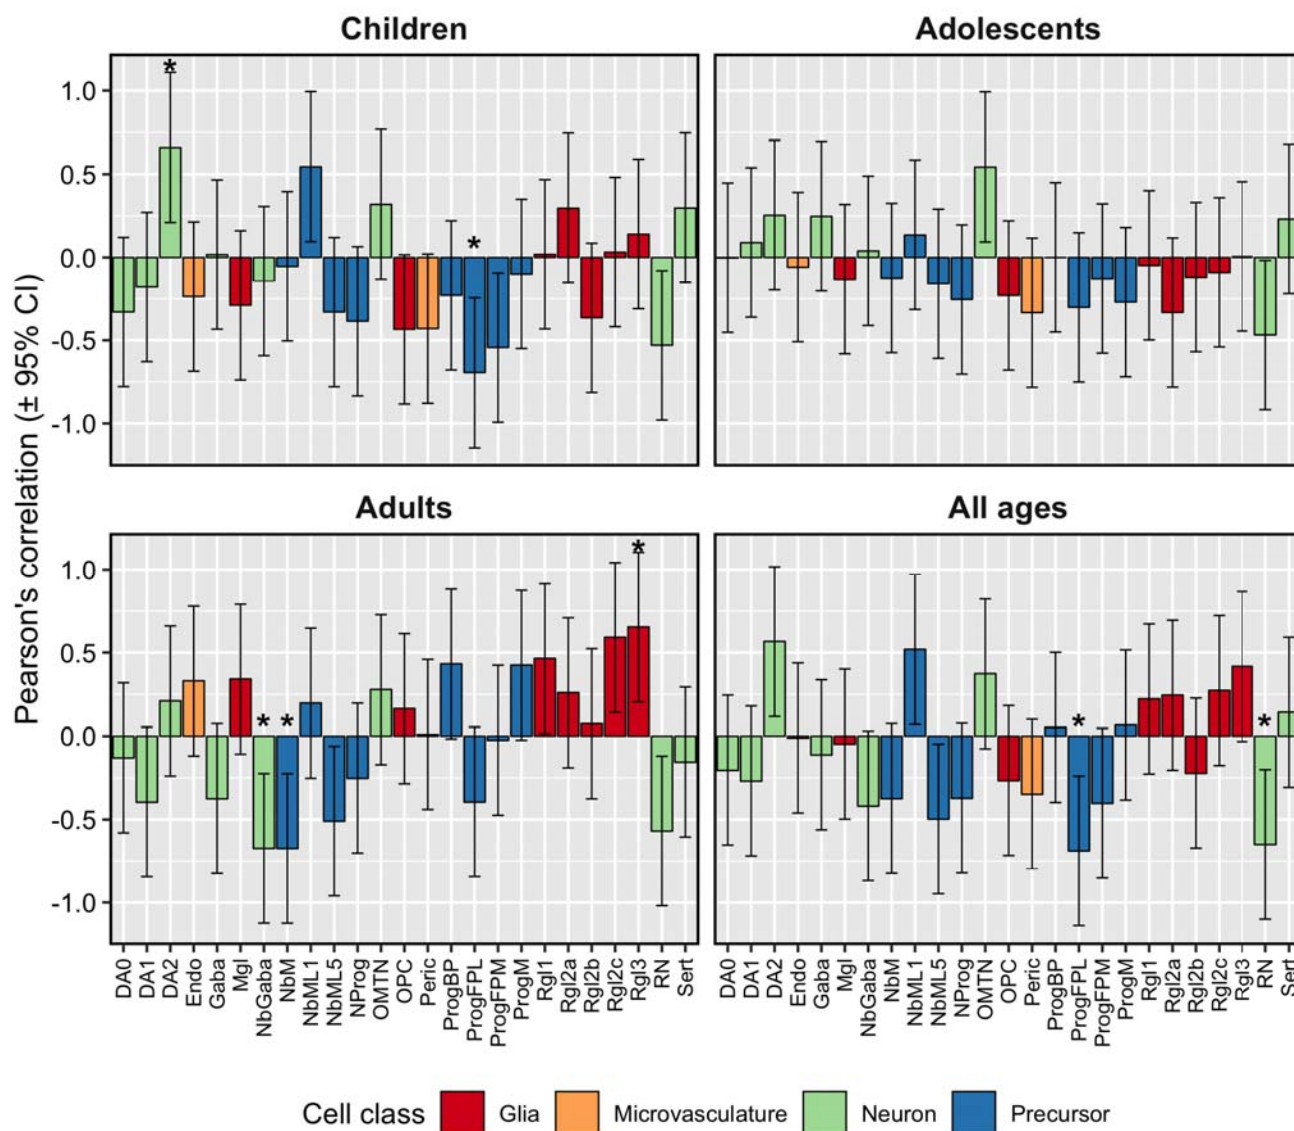 Children
Adolescents
*
1.0
0.5
*
0.0
-0.5
-1.0
Pearson's correlation (± 95% CI)
Adults
All ages
*
1.0
0.5
* *
* *
0.0
-0.5
-1.0
DA0 DA1 DA2 Endo Gaba Mgl NbGaba NbM NbML1 NbML5 NProg OMTN OPC Peric ProgBP ProgFPL ProgFPM ProgM Rgl1 Rgl2a Rgl2b Rgl2c Rgl3 RN Sert
DA0 DA1 DA2 Endo Gaba Mgl NbGaba NbM NbML1 NbML5 NProg OMTN OPC Peric ProgBP ProgFPL ProgFPM ProgM Rgl1 Rgl2a Rgl2b Rgl2c Rgl3 RN Sert
Cell class Glia Microvasculature Neuron Precursor